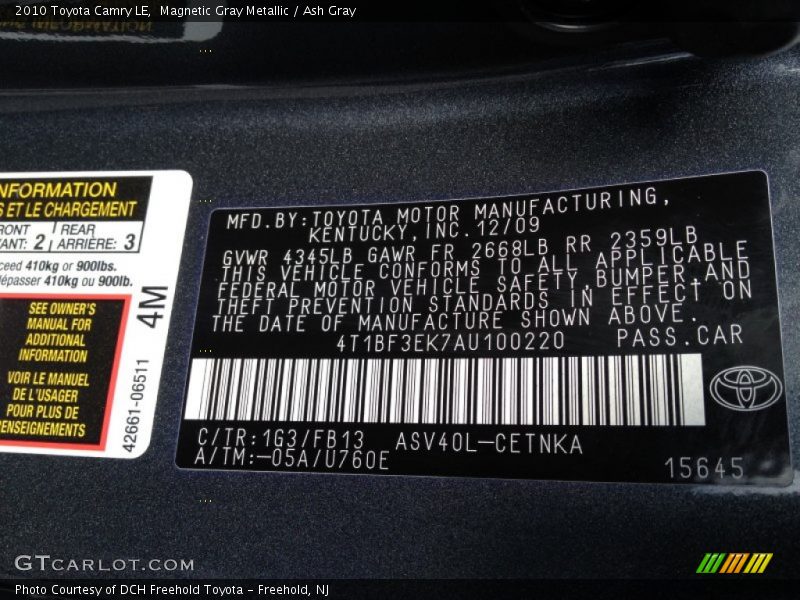 2010 Toyota Camry LE, Magnetic Gray Metallic / Ash Gray
INFORMATION
NFORMATION
S ET LE CHARGEMENT
RONT
REAR
VANT: 2
ARRIÈRE: 3
ceed 410kg or 900lbs.
dépasser 410kg ou 900lb.
SEE OWNER'S
MANUAL FOR
ADDITIONAL
INFORMATION
VOIR LE MANUEL
DE L'USAGER
POUR PLUS DE
RENSEIGNEMENTS
4M
42661-06511
MFD.BY:TOYOTA MOTOR MANUFACTURING,
KENTUCKY,INC.12/09
GVWR 4345LB GAWR FR 2668LB RR 2359LB
THIS VEHICLE CONFORMS TO ALL APPLICABLE
FEDERAL MOTOR VEHICLE SAFETY,BUMPER,AND
THEFT PREVENTION STANDARDS IN EFFECT ON
THE DATE OF MANUFACTURE SHOWN ABOVE.
4T1BF3EK7AU100220 PASS.CAR
C/TR:1G3/FB13 ASV40L-CETNKA
A/TM:-05A/U760E
15645
GTcarlot.com
Photo Courtesy of DCH Freehold Toyota - Freehold, NJ